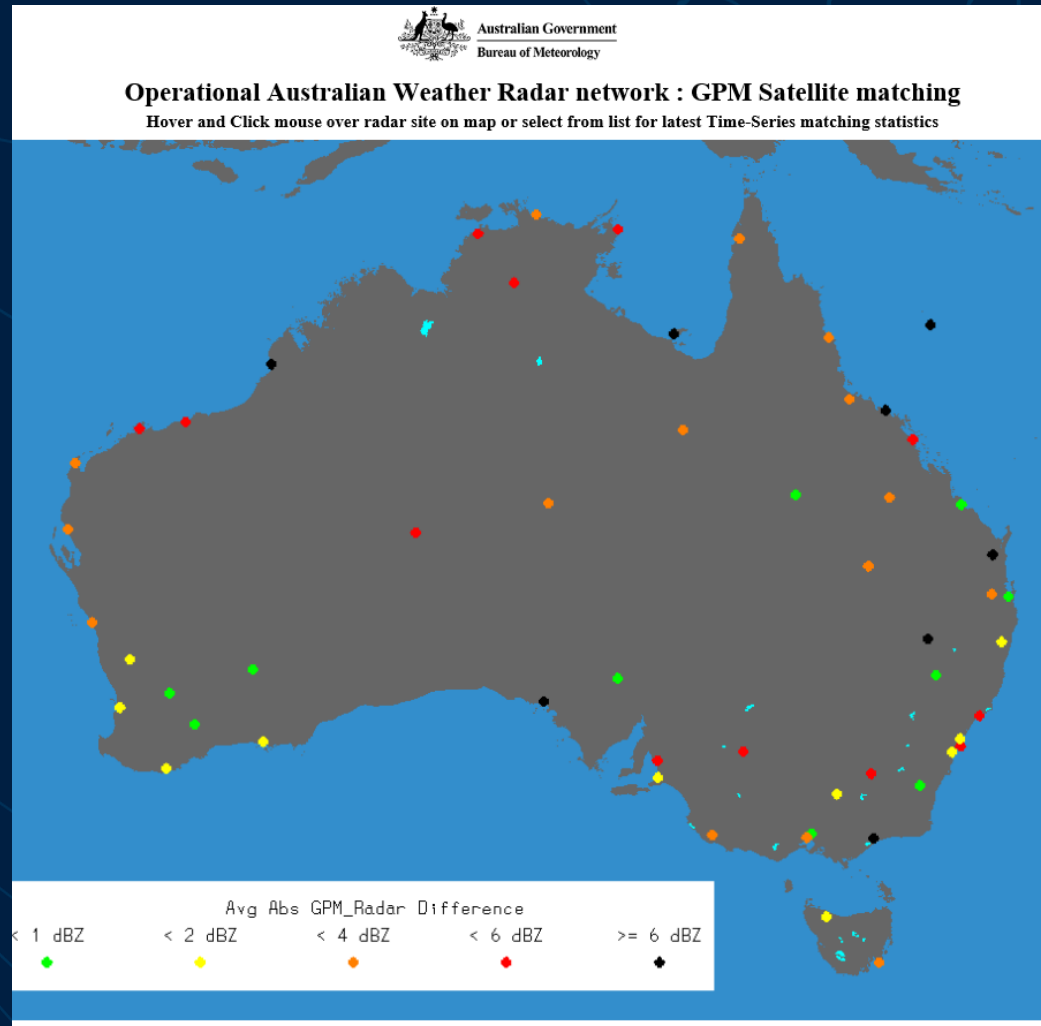 Australian Government
Bureau of Meteorology
Operational Australian Weather Radar network : GPM Satellite matching
Hover and Click mouse over radar site on map or select from list for latest Time-Series matching statistics
Avg Abs GPM_Radar Difference
< 1 dBZ < 2 dBZ < 4 dBZ < 6 dBZ >= 6 dBZ